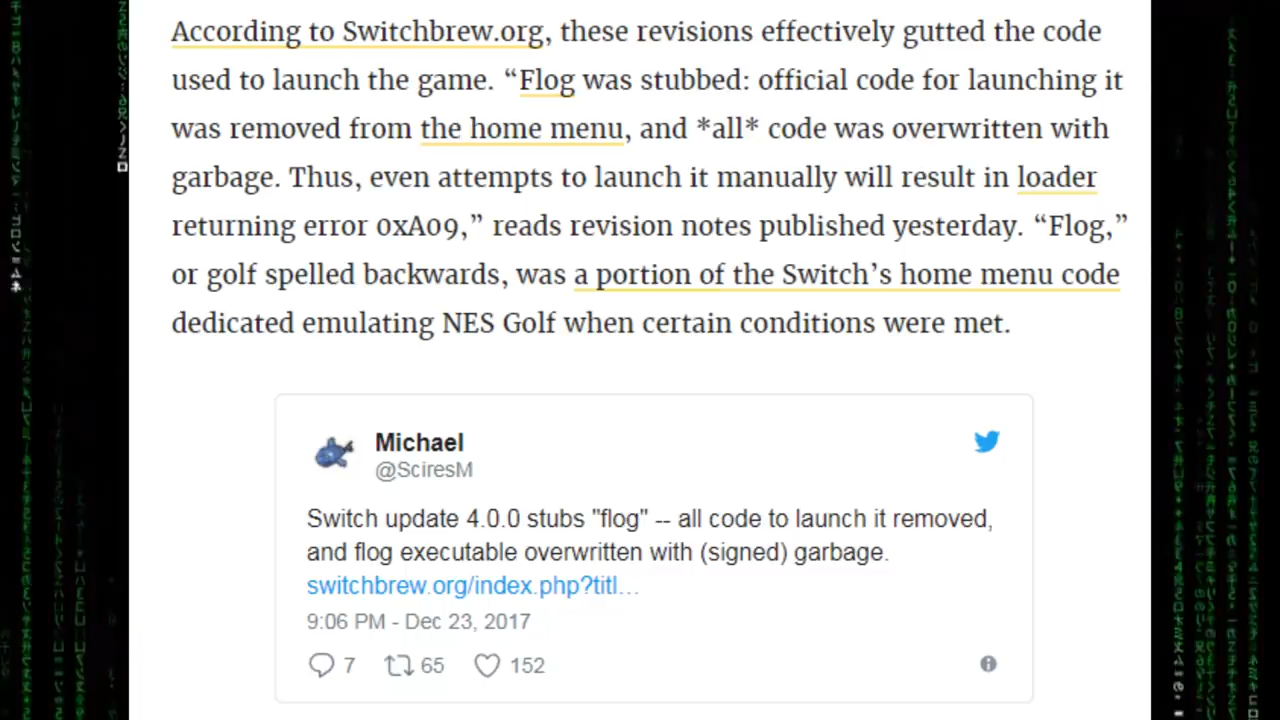 According to Switchbrew.org, these revisions effectively gutted the code
used to launch the game. “Flog was stubbed: official code for launching it
was removed from the home menu, and *all* code was overwritten with
garbage. Thus, even attempts to launch it manually will result in loader
returning error 0xA09,” reads revision notes published yesterday. “Flog,”
or golf spelled backwards, was a portion of the Switch’s home menu code
dedicated emulating NES Golf when certain conditions were met.
Michael
@SciresM
Switch update 4.0.0 stubs "flog" -- all code to launch it removed,
and flog executable overwritten with (signed) garbage.
switchbrew.org/index.php?titl…
9:06 PM - Dec 23, 2017
7 65 152